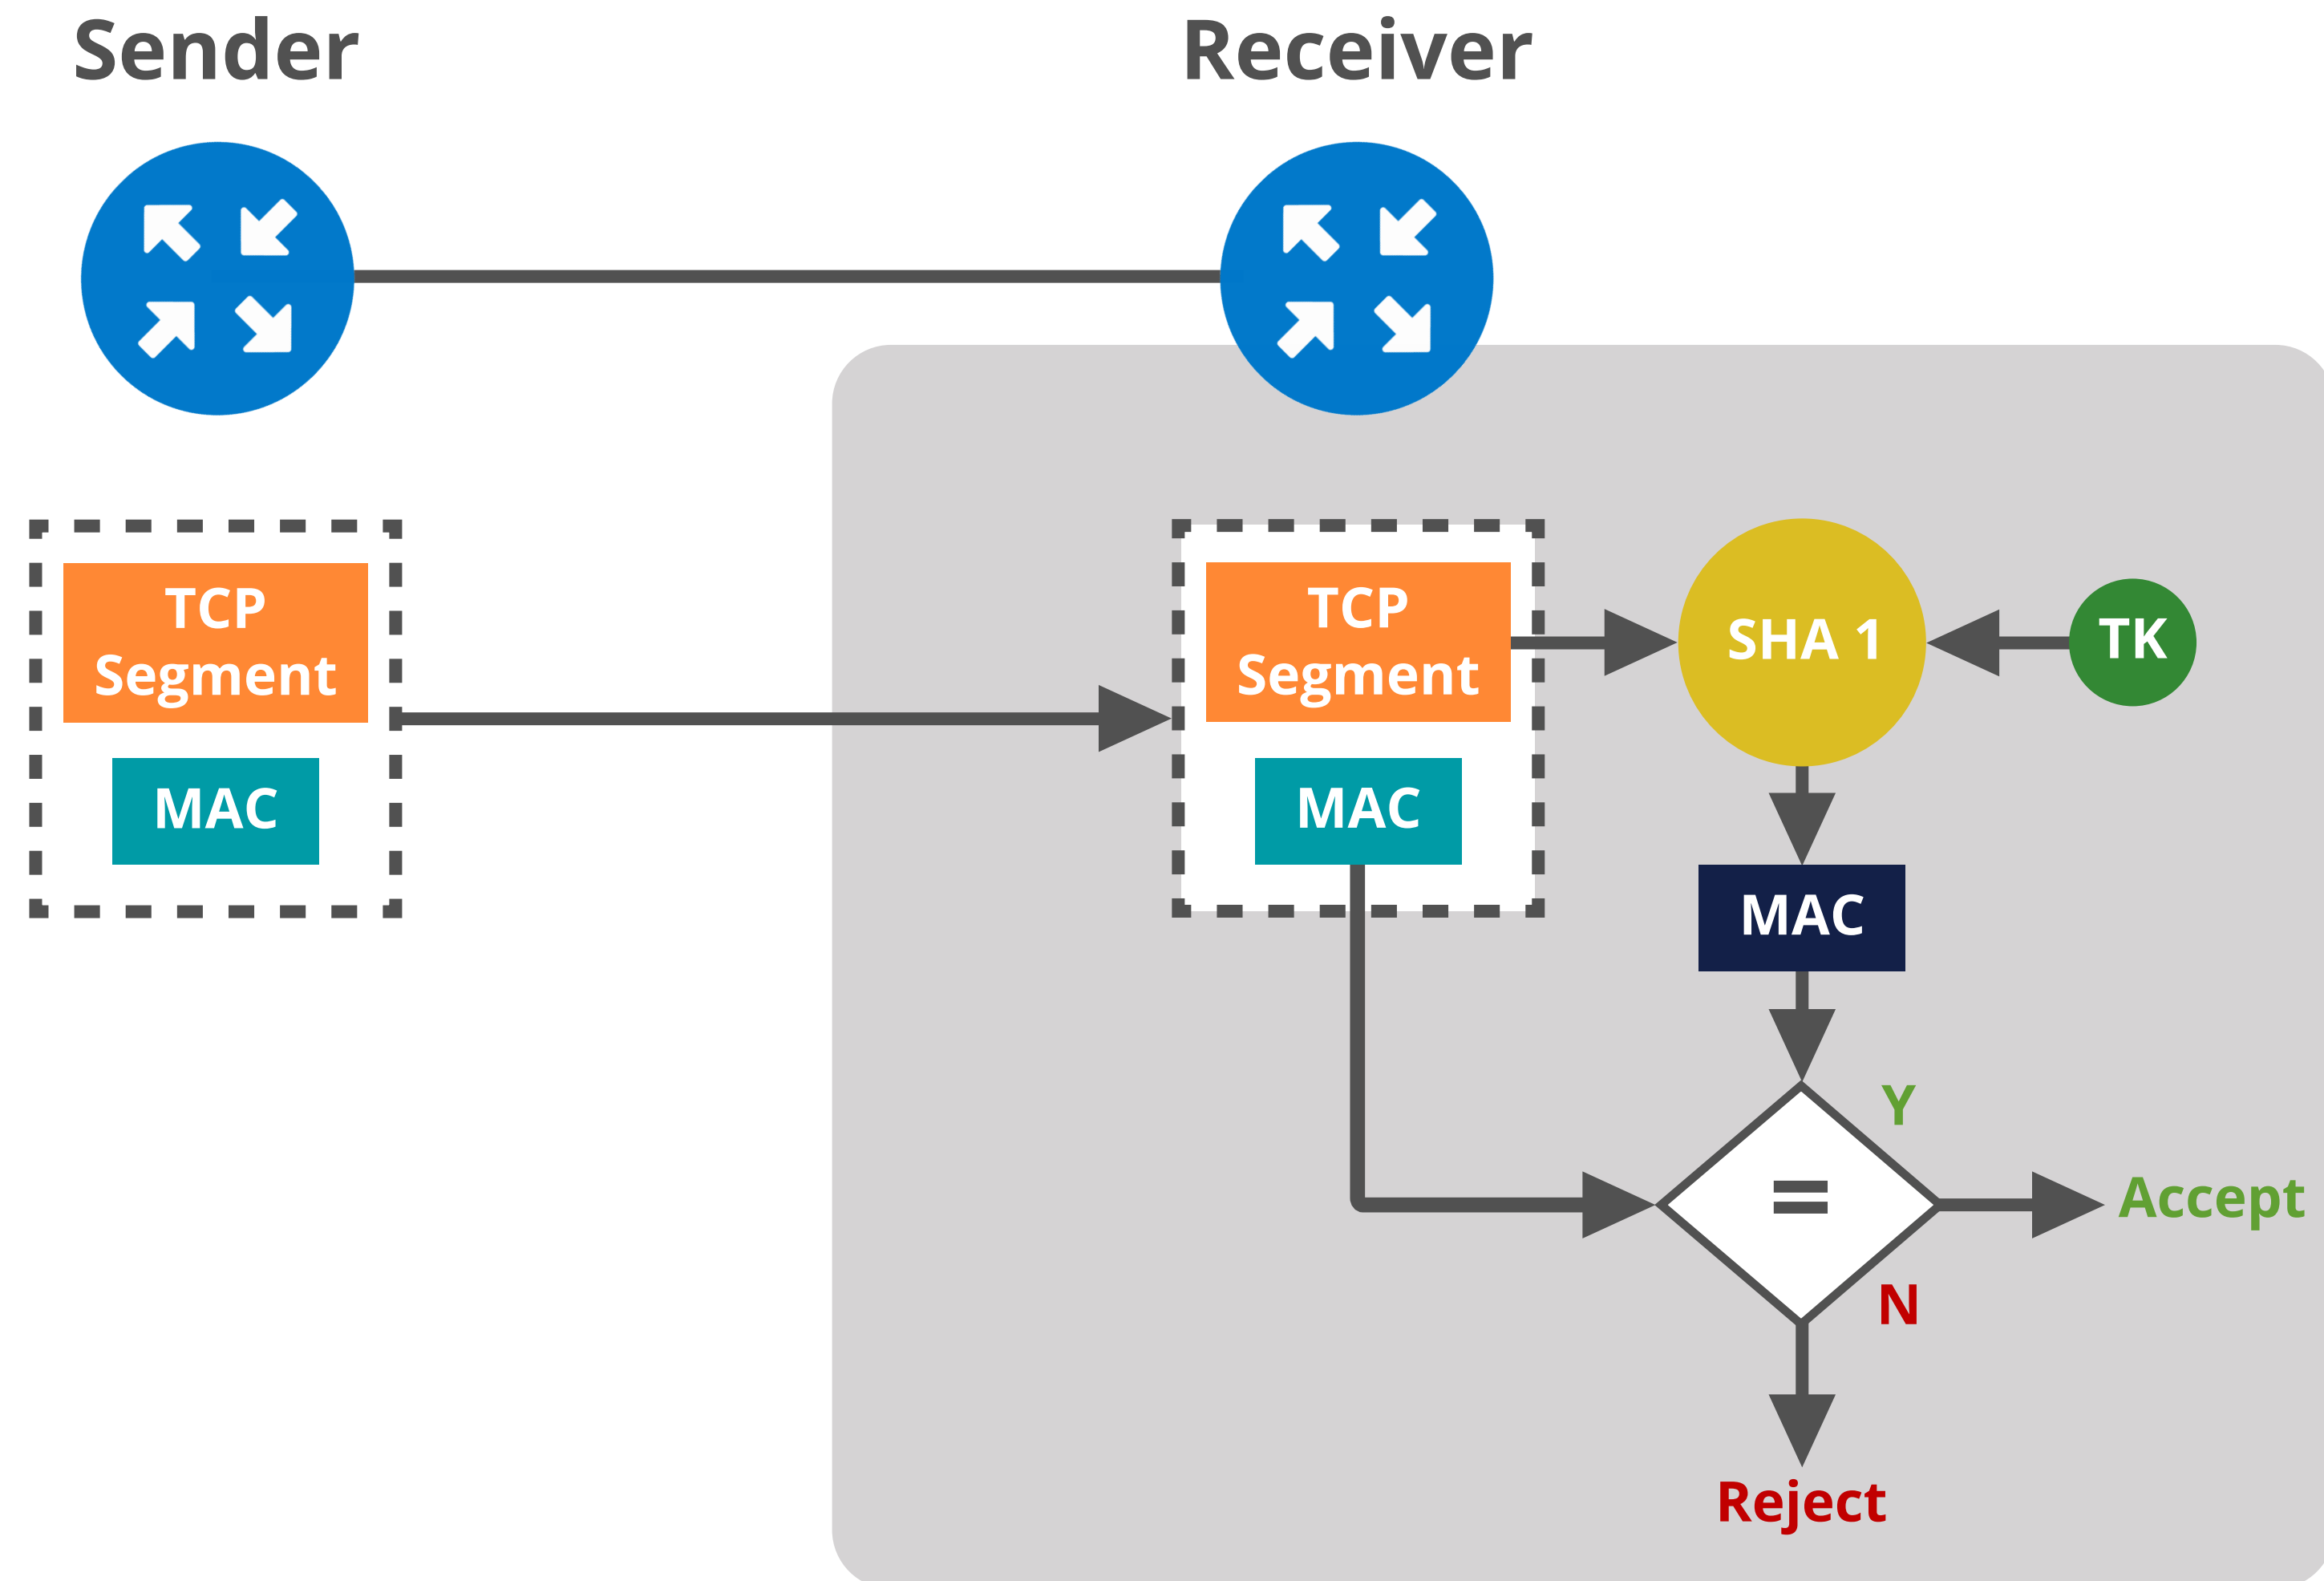 Sender
Receiver
TCP
Segment
MAC
TCP
Segment
MAC
SHA 1
TK
MAC
=
Y
Accept
N
Reject